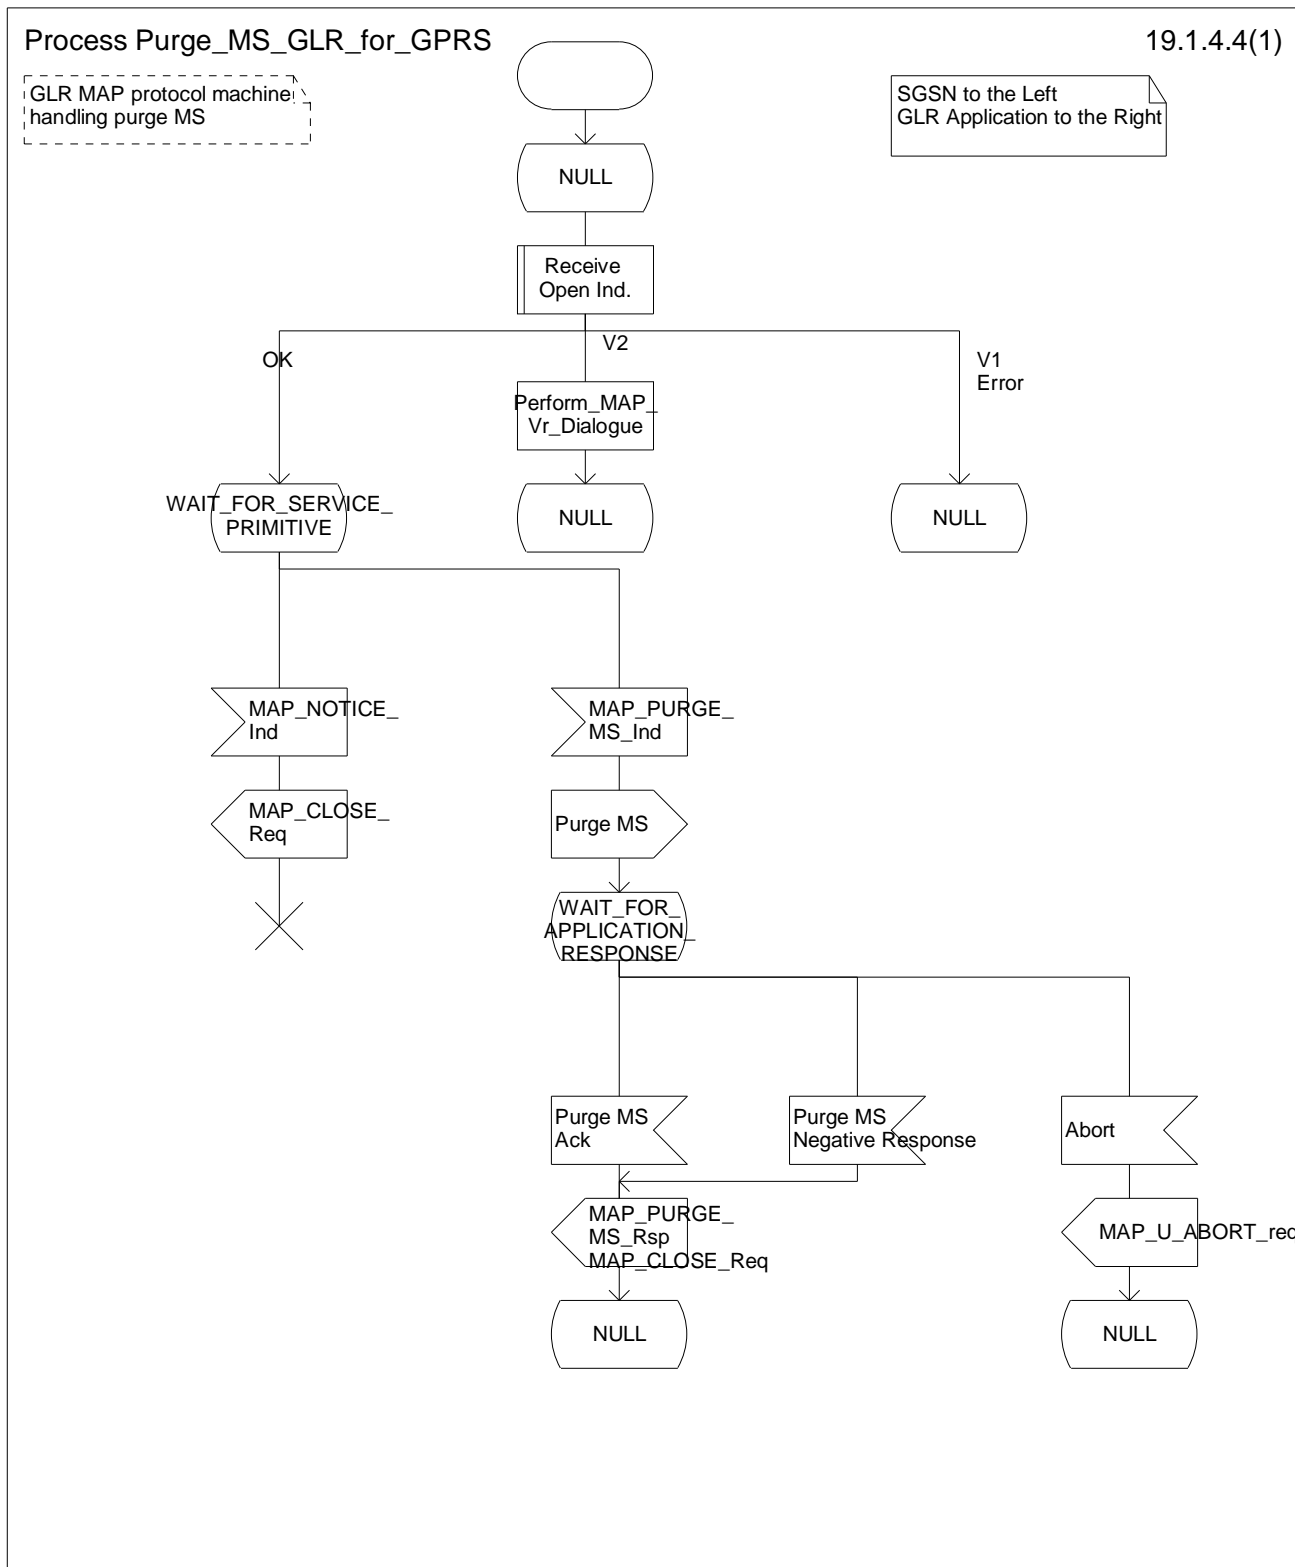 Process Purge_MS_GLR_for_GPRS
19.1.4.4(1)
GLR MAP protocol machine
handling purge MS
SGSN to the Left
GLR Application to the Right
NULL
Receive
Open Ind.
OK
V2
V1
Error
Perform_MAP_
Vr_Dialogue
WAIT_FOR_SERVICE_
PRIMITIVE
NULL
NULL
MAP_NOTICE_
Ind
MAP_PURGE_
MS_Ind
MAP_CLOSE_
Req
Purge MS
WAIT_FOR_
APPLICATION_
RESPONSE
Purge MS
Ack
Purge MS
Negative Response
Abort
MAP_PURGE_
MS_Rsp
MAP_CLOSE_Req
MAP_U_ABORT_req
NULL
NULL